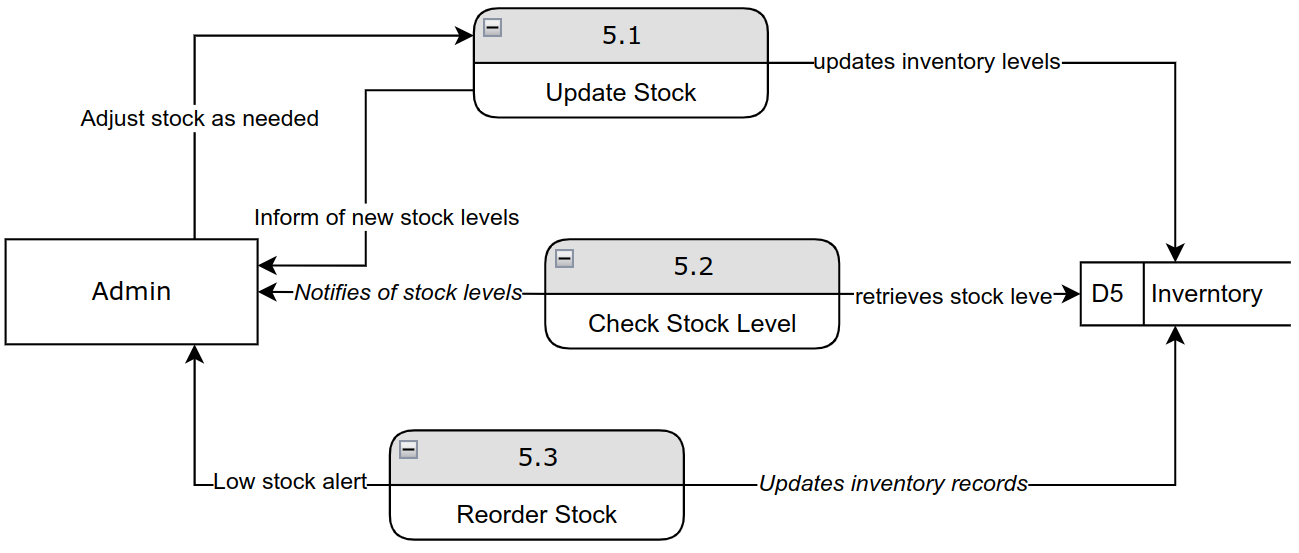 5.1
Update Stock
updates inventory levels
Adjust stock as needed
Inform of new stock levels
Admin
Notifies of stock levels
5.2
Check Stock Level
retrieves stock leve
D5
Inverntory
5.3
Reorder Stock
Low stock alert
Updates inventory records